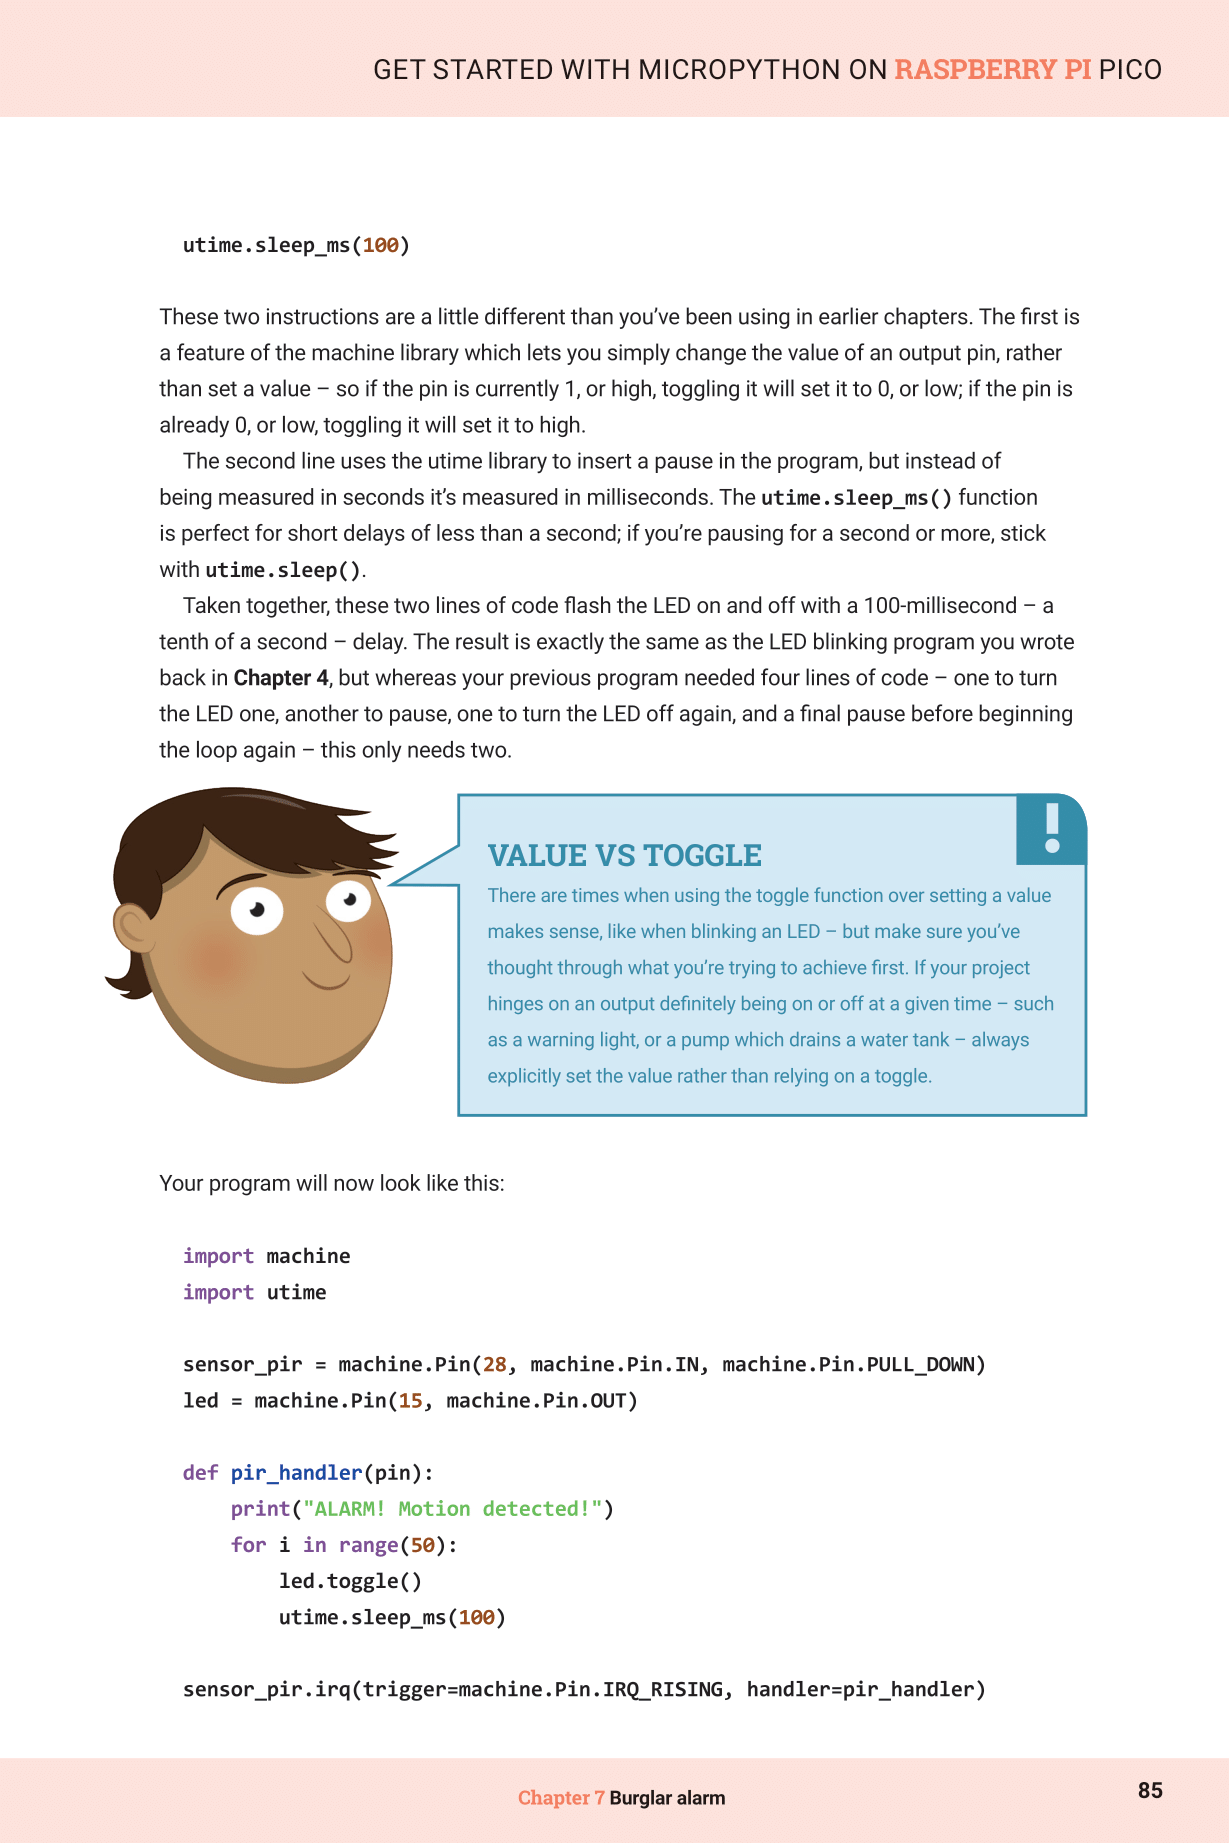 GET STARTED WITH MICROPYTHON ON RASPBERRY PI PICO
utime.sleep_ms(100)
These two instructions are a little different than you’ve been using in earlier chapters. The first is
a feature of the machine library which lets you simply change the value of an output pin, rather
than set a value – so if the pin is currently 1, or high, toggling it will set it to 0, or low; if the pin is
already 0, or low, toggling it will set it to high.
The second line uses the utime library to insert a pause in the program, but instead of
being measured in seconds it’s measured in milliseconds. The utime.sleep_ms() function
is perfect for short delays of less than a second; if you’re pausing for a second or more, stick
with utime.sleep().
Taken together, these two lines of code flash the LED on and off with a 100-millisecond – a
tenth of a second – delay. The result is exactly the same as the LED blinking program you wrote
back in Chapter 4, but whereas your previous program needed four lines of code – one to turn
the LED one, another to pause, one to turn the LED off again, and a final pause before beginning
the loop again – this only needs two.
!
VALUE VS TOGGLE
There are times when using the toggle function over setting a value
makes sense, like when blinking an LED – but make sure you’ve
thought through what you’re trying to achieve first. If your project
hinges on an output definitely being on or off at a given time – such
as a warning light, or a pump which drains a water tank – always
explicitly set the value rather than relying on a toggle.
Your program will now look like this:
import machine
import utime
sensor_pir = machine.Pin(28, machine.Pin.IN, machine.Pin.PULL_DOWN)
led = machine.Pin(15, machine.Pin.OUT)
def pir_handler(pin):
    print("ALARM! Motion detected!")
    for i in range(50):
        led.toggle()
        utime.sleep_ms(100)
sensor_pir.irq(trigger=machine.Pin.IRQ_RISING, handler=pir_handler)
Chapter 7 Burglar alarm
85